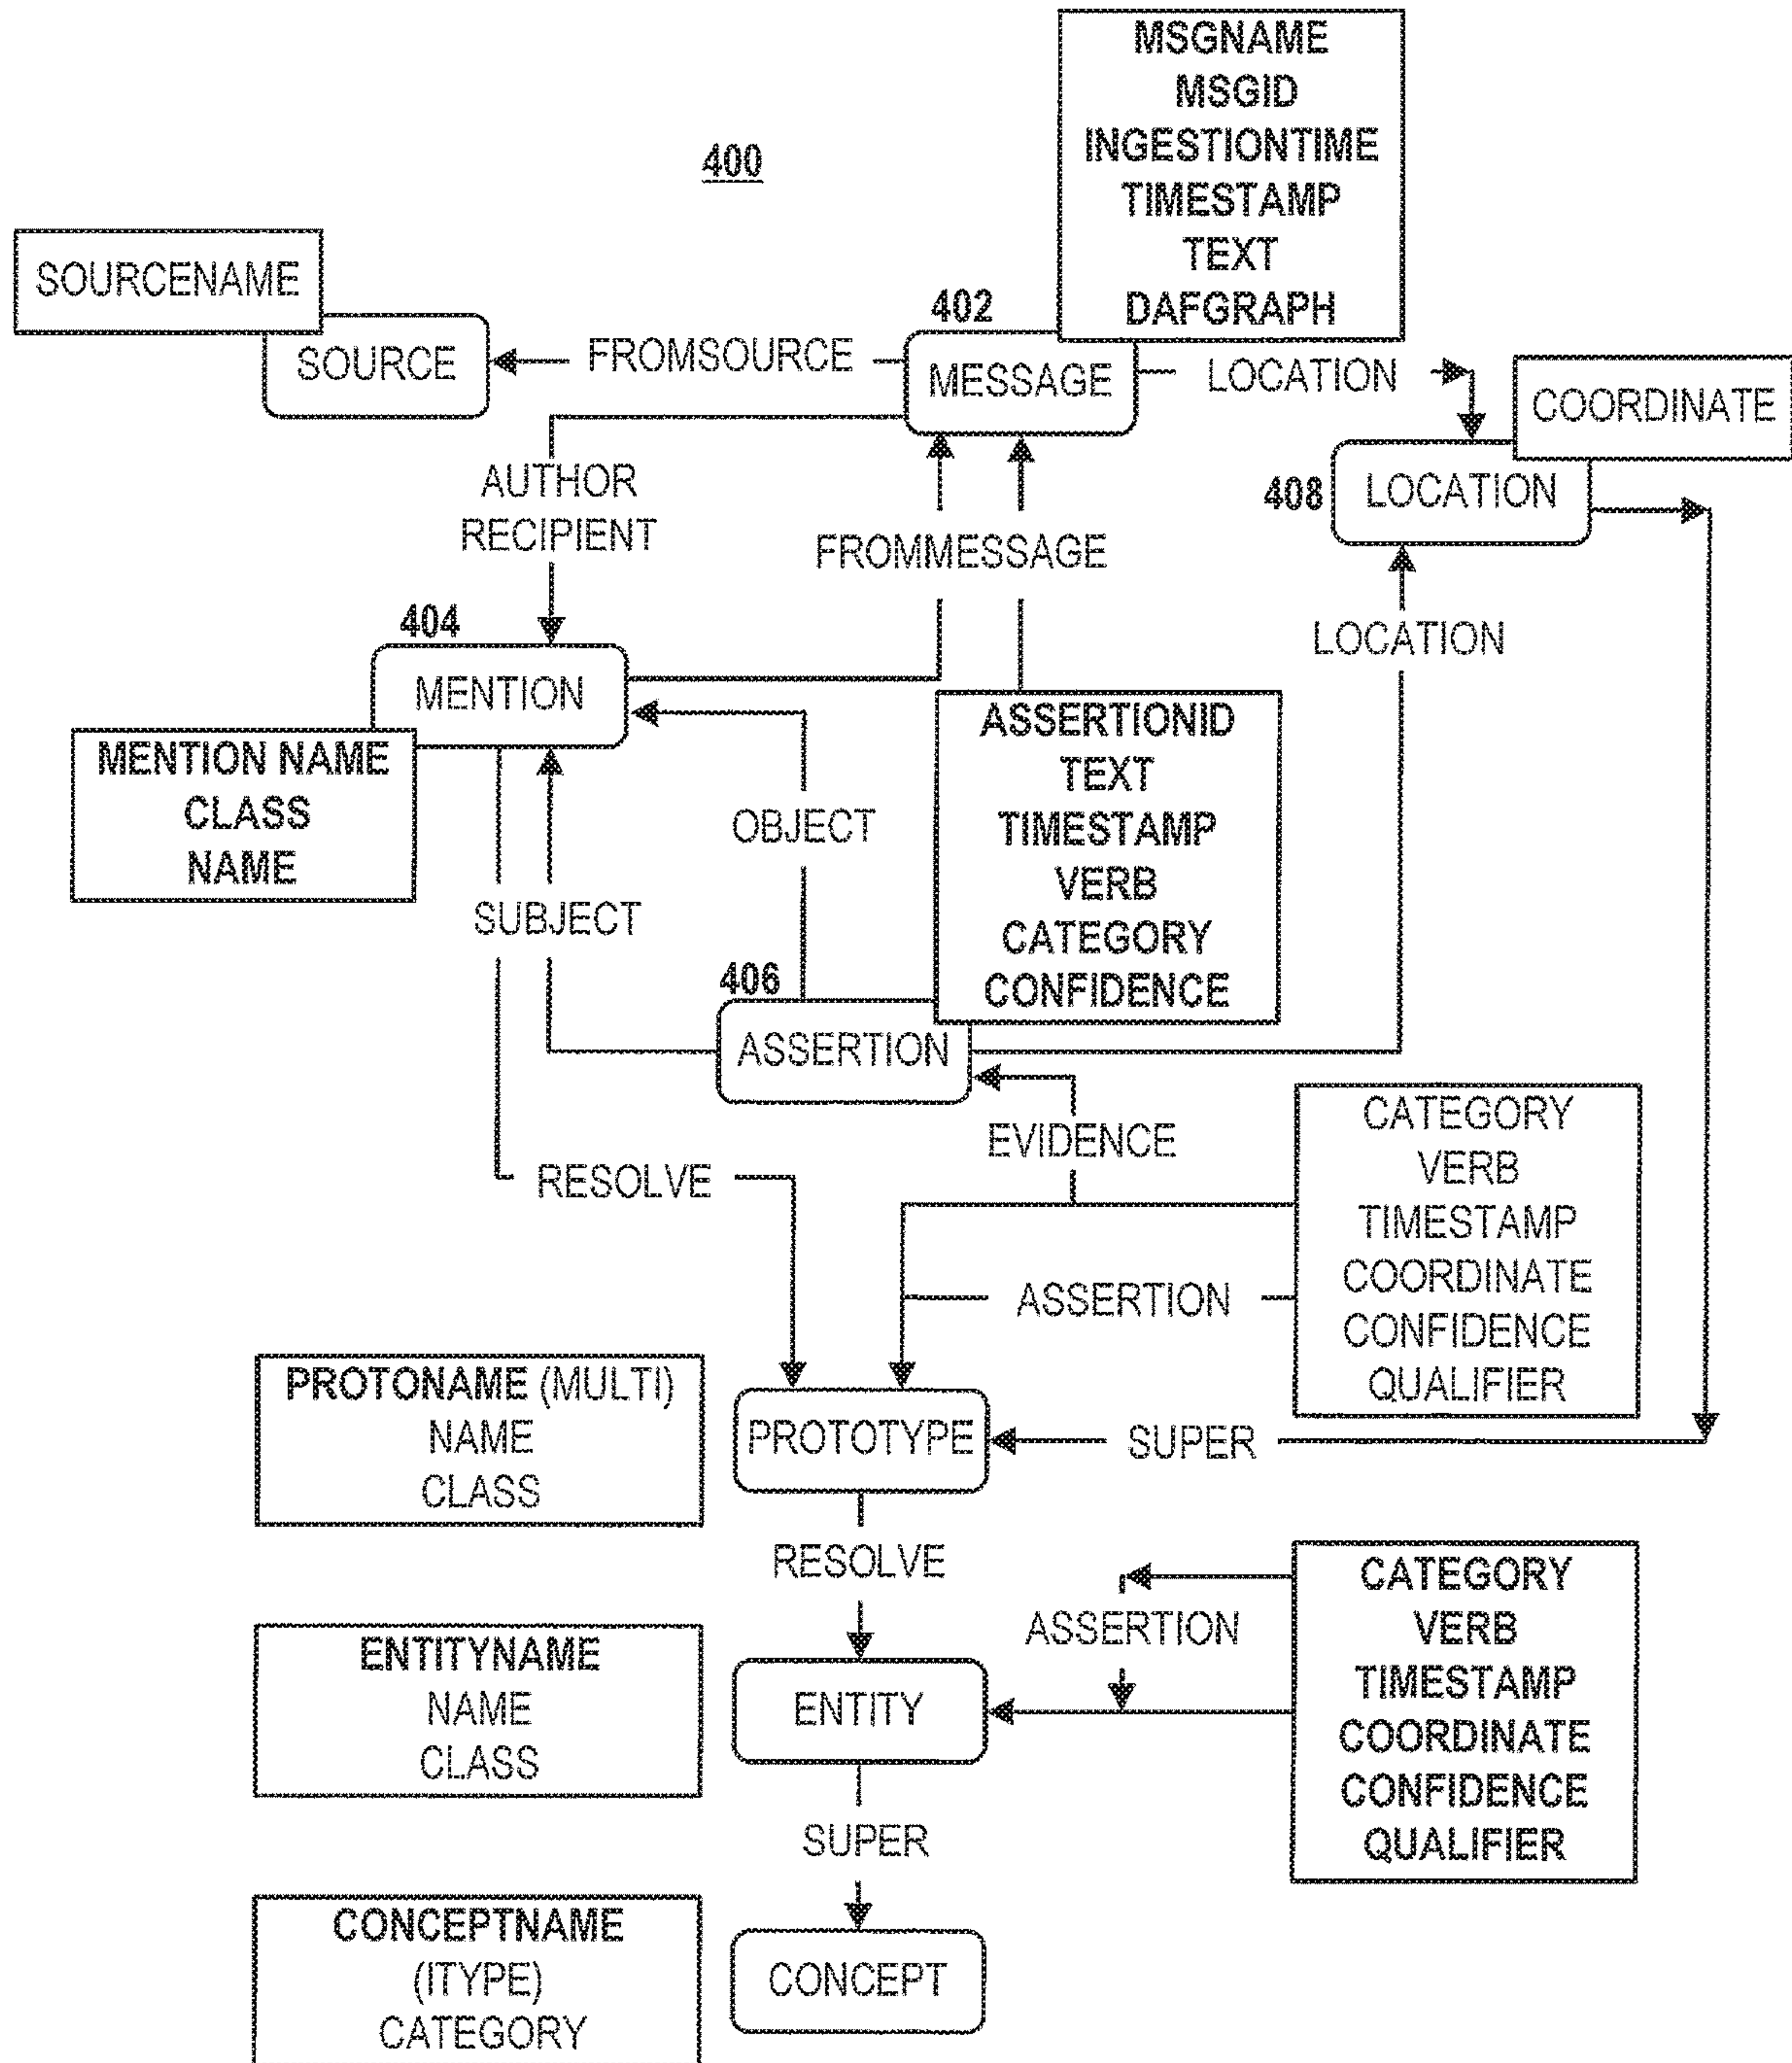 400
MSGNAME
MSGID
INGESTIONTIME
TIMESTAMP
TEXT
DAFGRAPH
SOURCENAME
SOURCE
FROMSOURCE
402
MESSAGE
LOCATION
COORDINATE
408
LOCATION
AUTHOR
RECIPIENT
FROMMESSAGE
LOCATION
404
MENTION
MENTION NAME
CLASS
NAME
OBJECT
SUBJECT
ASSERTIONID
TEXT
TIMESTAMP
VERB
CATEGORY
CONFIDENCE
406
ASSERTION
EVIDENCE
RESOLVE
CATEGORY
VERB
TIMESTAMP
COORDINATE
CONFIDENCE
QUALIFIER
ASSERTION
PROTONAME (MULTI)
NAME
CLASS
PROTOTYPE
SUPER
RESOLVE
ENTITYNAME
NAME
CLASS
ENTITY
ASSERTION
CATEGORY
VERB
TIMESTAMP
COORDINATE
CONFIDENCE
QUALIFIER
SUPER
CONCEPTNAME
(ITYPE)
CATEGORY
CONCEPT